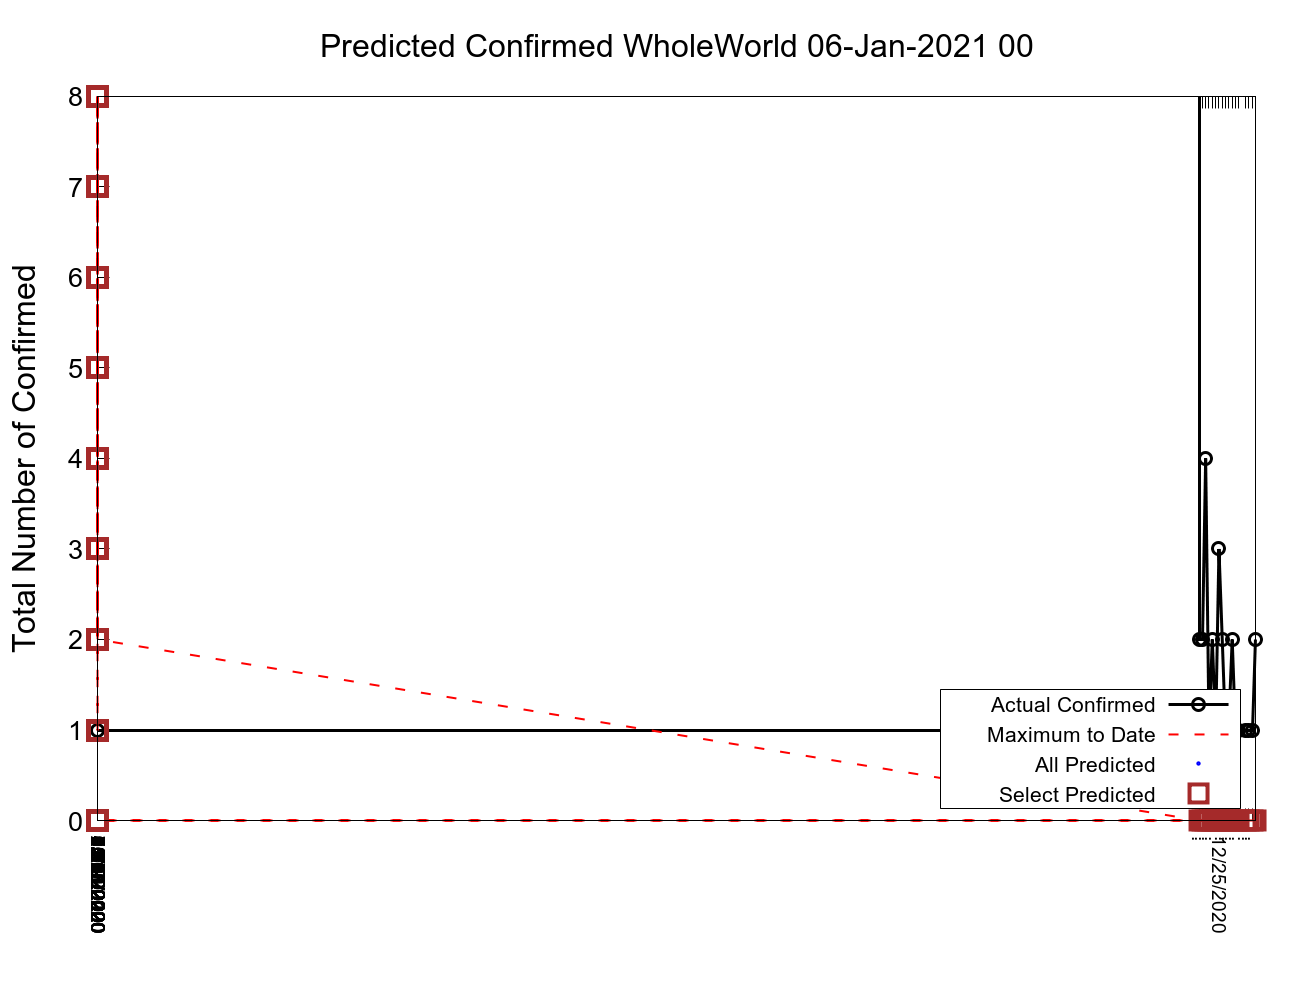 Predicted Confirmed WholeWorld 06-Jan-2021 00
Total Number of Confirmed
8
7
6
5
4
3
2
1
0
Actual Confirmed
Maximum to Date
All Predicted
Select Predicted
12/25/2020